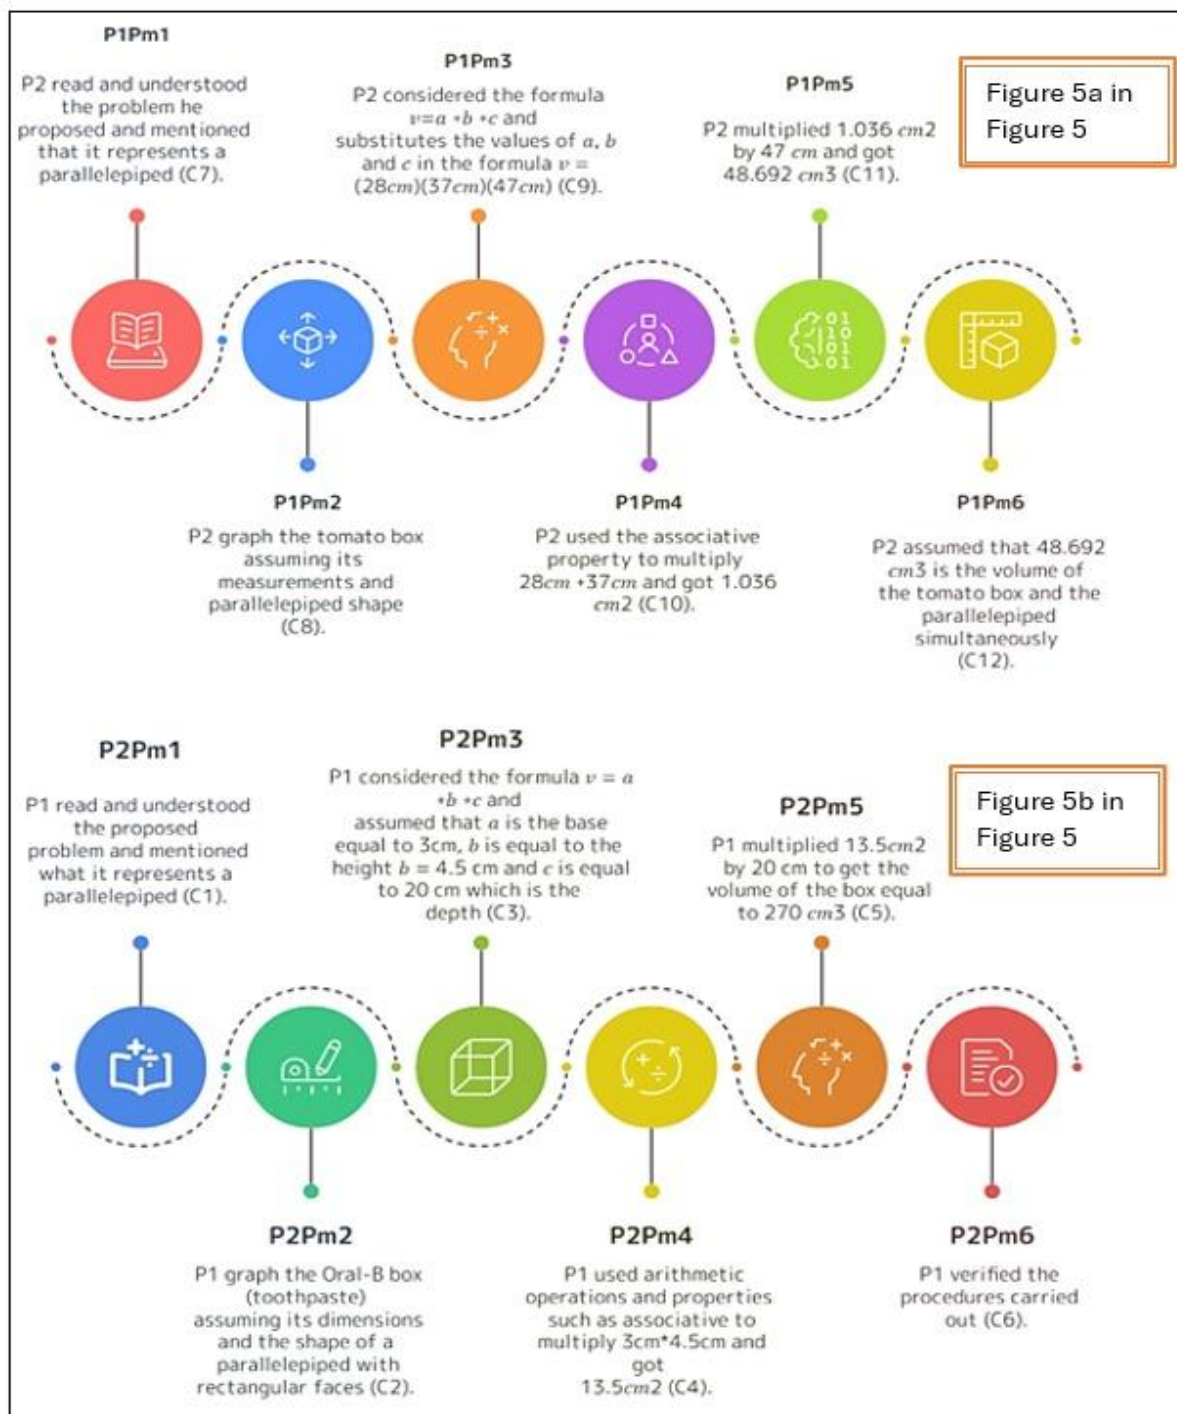 P1Pm1
P2 read and understood
the problem he
proposed and mentioned
that it represents a
parallelepiped (C7).
P1Pm3
P2 considered the formula
v=a *b *c and
substitutes the values of a, b
and c in the formula v =
(28cm)(37cm)(47cm) (C9).
P1Pm5
P2 multiplied 1.036 cm2
by 47 cm and got
48.692 cm3 (C11).
Figure 5a in
Figure 5
01
10
01
01
P1Pm2
P2 graph the tomato box
assuming its
measurements and
parallelepiped shape
(C8).
P1Pm4
P2 used the associative
property to multiply
28cm *37cm and got 1.036
cm2 (C10).
P1Pm6
P2 assumed that 48.692
cm3 is the volume of
the tomato box and the
parallelepiped
simultaneously
(C12).
P2Pm1
P1 read and understood
the proposed
problem and mentioned
what it represents a
parallelepiped (C1).
P2Pm3
P1 considered the formula v = a
*b *c and
assumed that a is the base
equal to 3cm, b is equal to the
height b = 4.5 cm and c is equal
to 20 cm which is the
depth (C3).
P2Pm5
P1 multiplied 13.5cm2
by 20 cm to get the
volume of the box equal
to 270 cm3 (C5).
Figure 5b in
Figure 5
P2Pm2
P1 graph the Oral-B box
(toothpaste)
assuming its dimensions
and the shape of a
parallelepiped with
rectangular faces (C2).
P2Pm4
P1 used arithmetic
operations and properties
such as associative to
multiply 3cm*4.5cm and
got
13.5cm2 (C4).
P2Pm6
P1 verified the
procedures carried
out (C6).